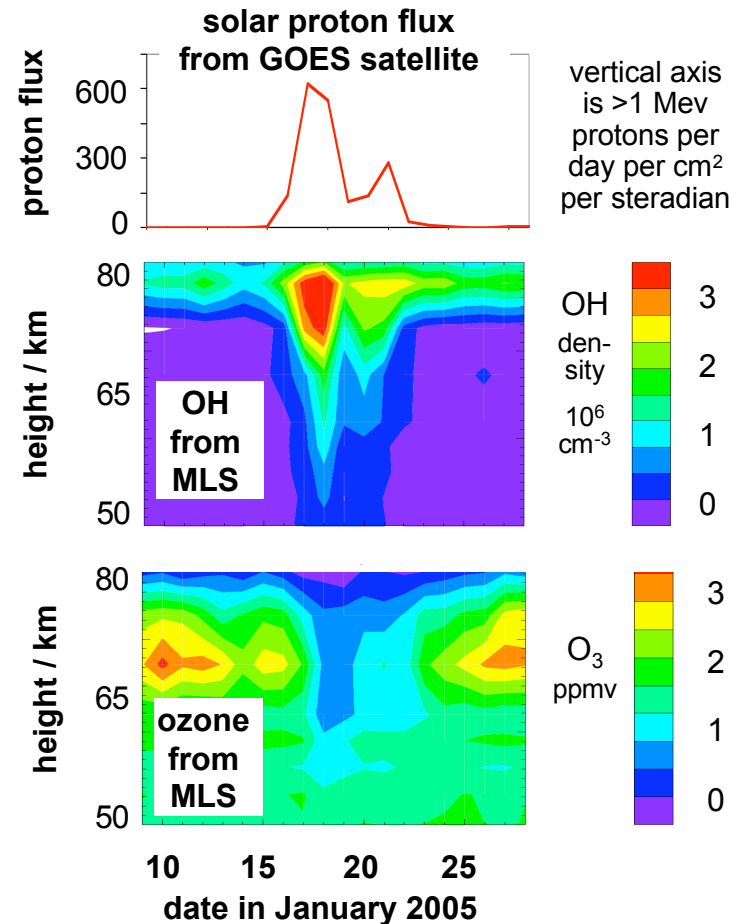 solar proton flux
from GOES satellite
proton flux
600
300
0
vertical axis
is >1 Mev
protons per
day per cm²
per steradian
height / km
80
65
50
OH
from
MLS
OH
den-
sity
10⁶
cm⁻³
3
2
1
0
height / km
80
65
50
ozone
from
MLS
O₃
ppmv
3
2
1
0
10 15 20 25
date in January 2005